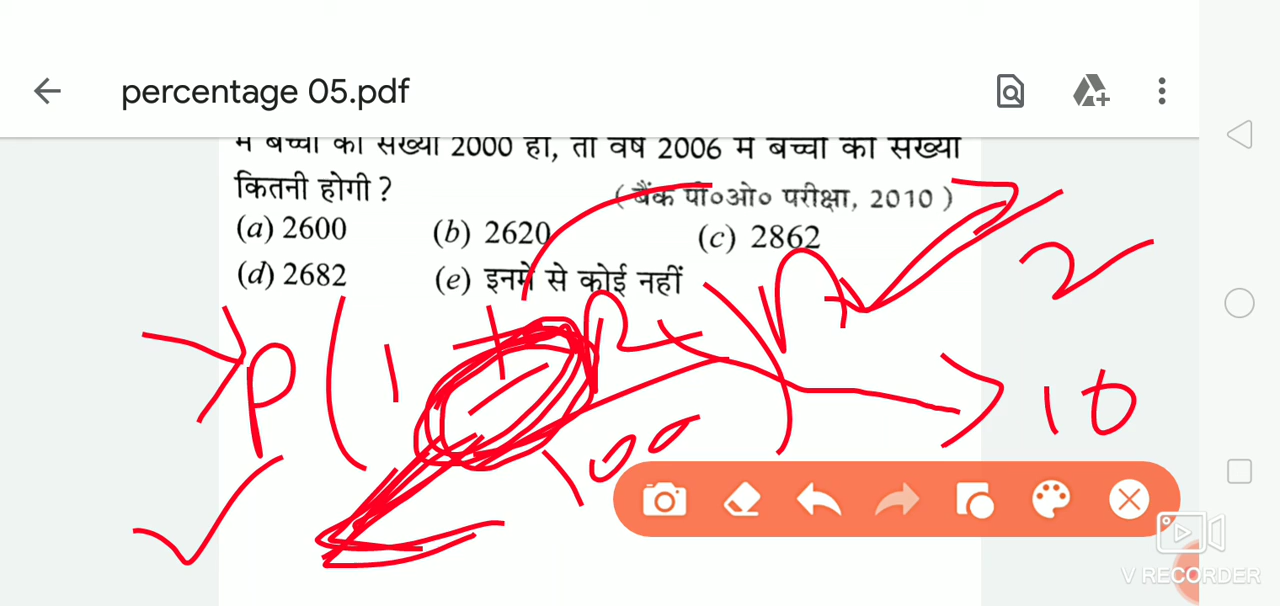 percentage 05.pdf
में बच्चों की संख्या 2000 हो, तो वर्ष 2006 में बच्चों की संख्या
कितनी होगी ?
( बैंक पी०ओ० परीक्षा, 2010 )
(a) 2600 (b) 2620 (c) 2862
(d) 2682 (e) इनमें से कोई नहीं
2
P ( 1 ± R / 100 ) n
10
V RECORDER